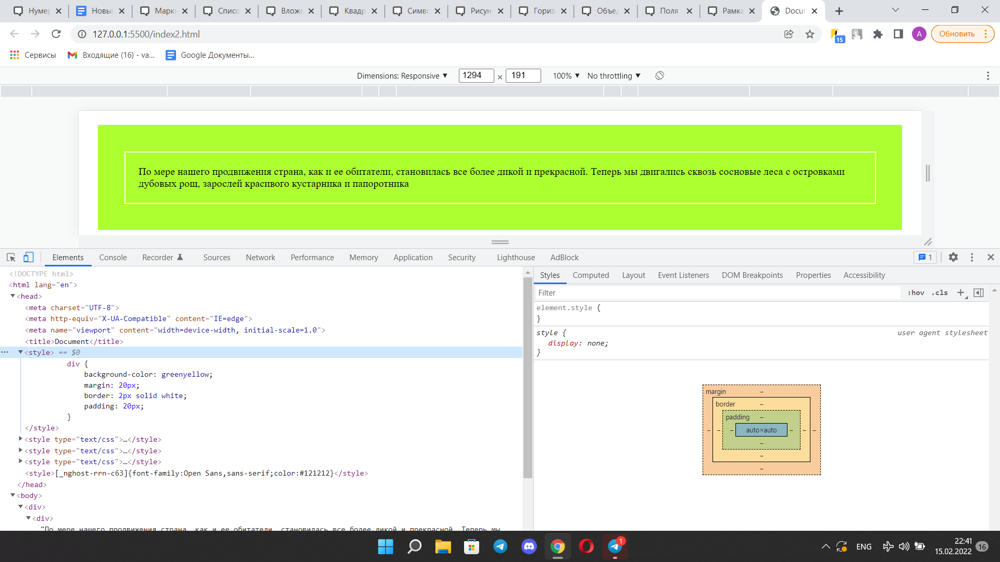 Нумер
Новый
Марки
Списо
Вложе
Квадр
Симво
Рисун
Горизо
Объед
Поля
Рамка
Docum
127.0.0.1:5500/index2.html
15
A
Обновить
Сервисы
Входящие (16) - va...
Google Документы...
Dimensions: Responsive ▼ 1294 × 191 100% ▼ No throttling ▼
По мере нашего продвижения страна, как и ее обитатели, становилась все более дикой и прекрасной. Теперь мы двигались сквозь сосновые леса с островками
дубовых рощ, зарослей красивого кустарника и папоротника
Elements Console Recorder Sources Network Performance Memory Application Security Lighthouse AdBlock 1
<!DOCTYPE html>
<html lang="en">
<head>
<meta charset="UTF-8">
<meta http-equiv="X-UA-Compatible" content="IE=edge">
<meta name="viewport" content="width=device-width, initial-scale=1.0">
<title>Document</title>
<style> == $0
div {
background-color: greenyellow;
margin: 20px;
border: 2px solid white;
padding: 20px;
}
</style>
<style type="text/css">…</style>
<style type="text/css">…</style>
<style type="text/css">…</style>
<style>[_nghost-rrn-c63]{font-family:Open Sans,sans-serif;color:#121212}</style>
</head>
<body>
<div>
<div>
"По мере нашего продвижения страна, как и ее обитатели, становилась все более дикой и прекрасной. Теперь мы
Styles Computed Layout Event Listeners DOM Breakpoints Properties Accessibility
Filter :hov .cls +
element.style {
}
style { user agent stylesheet
display: none;
}
margin –
border –
padding –
– – – auto×auto – – –
–
–
–
ENG
22:41
15.02.2022
16
1